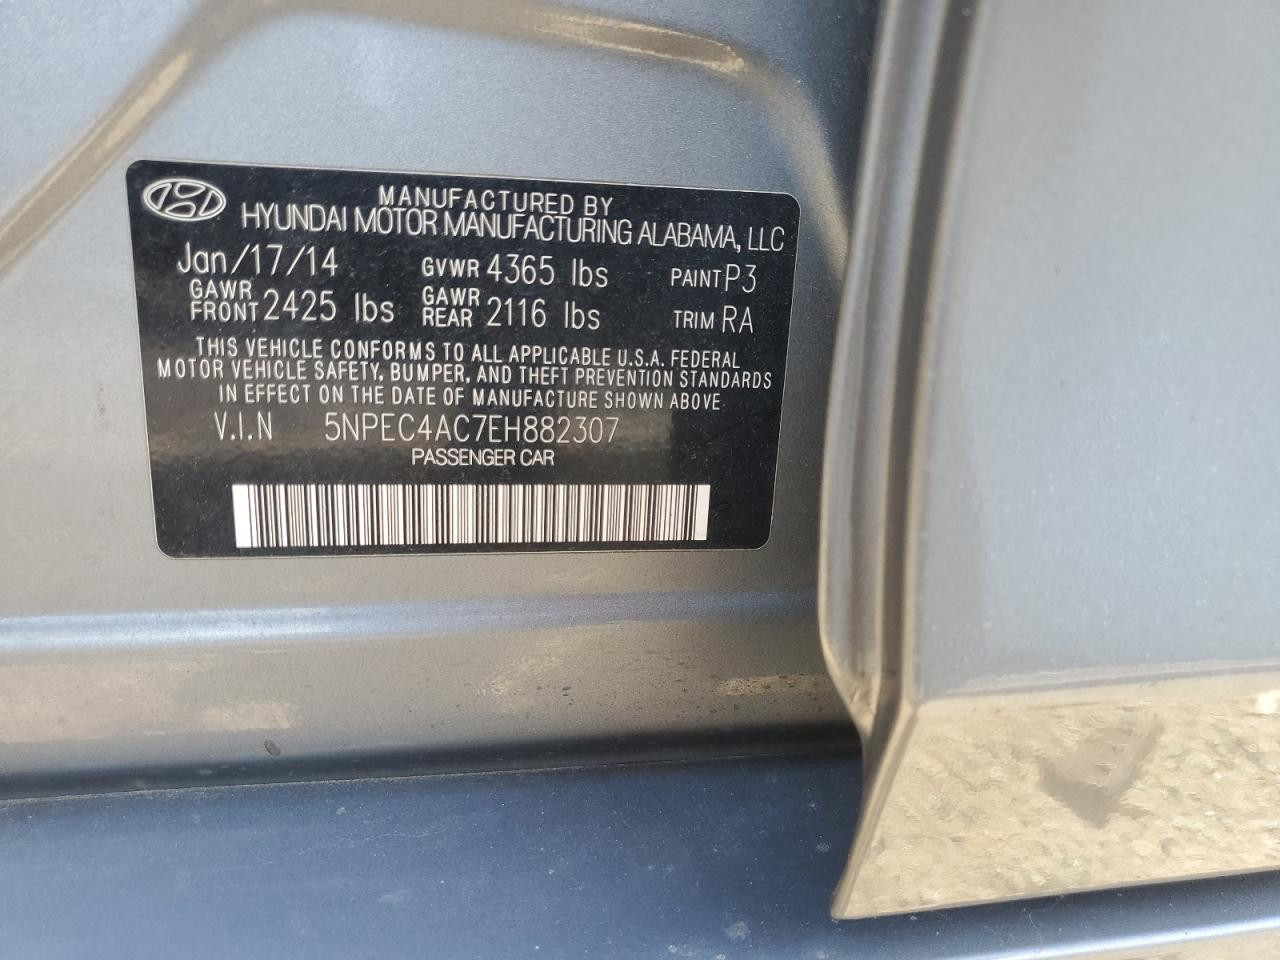 MANUFACTURED BY
HYUNDAI MOTOR MANUFACTURING ALABAMA, LLC
Jan/17/14 GVWR 4365 lbs PAINT P3
GAWR FRONT 2425 lbs GAWR REAR 2116 lbs TRIM RA
THIS VEHICLE CONFORMS TO ALL APPLICABLE U.S.A. FEDERAL
MOTOR VEHICLE SAFETY, BUMPER, AND THEFT PREVENTION STANDARDS
IN EFFECT ON THE DATE OF MANUFACTURE SHOWN ABOVE
V.I.N 5NPEC4AC7EH882307
PASSENGER CAR